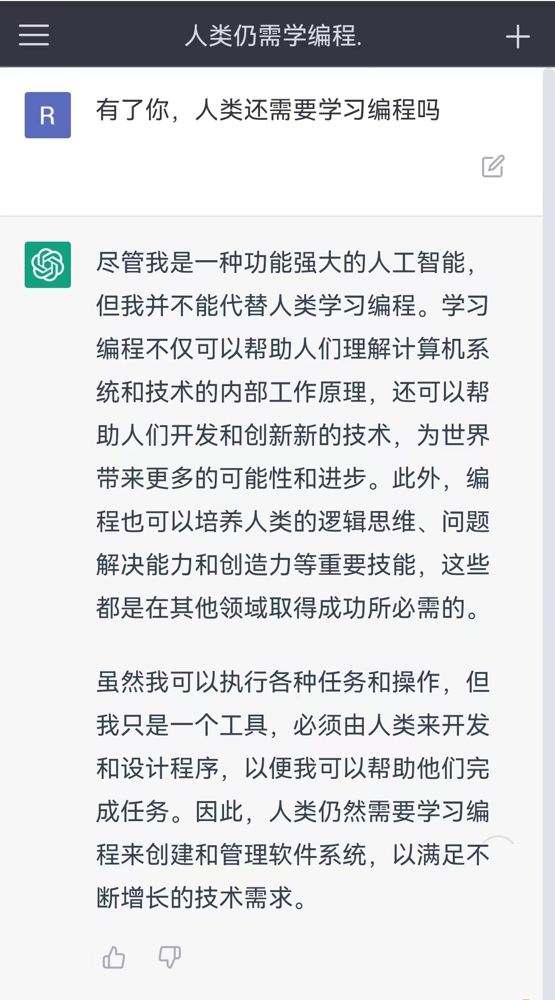 人类仍需学编程.
R
有了你，人类还需要学习编程吗
尽管我是一种功能强大的人工智能，
但我并不能代替人类学习编程。学习
编程不仅可以帮助人们理解计算机系
统和技术的内部工作原理，还可以帮
助人们开发和创新新的技术，为世界
带来更多的可能性和进步。此外，编
程也可以培养人类的逻辑思维、问题
解决能力和创造力等重要技能，这些
都是在其他领域取得成功所必需的。
虽然我可以执行各种任务和操作，但
我只是一个工具，必须由人类来开发
和设计程序，以便我可以帮助他们完
成任务。因此，人类仍然需要学习编
程来创建和管理软件系统，以满足不
断增长的技术需求。